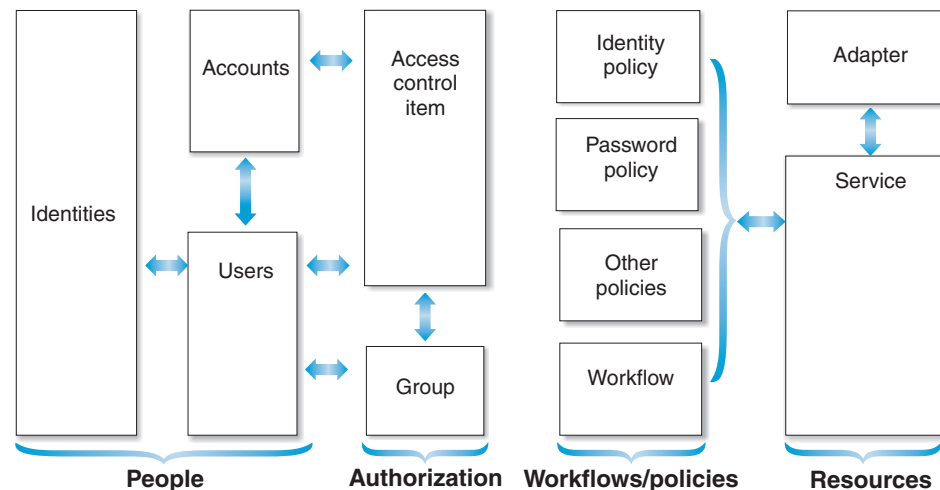 Identities
Accounts
Users
Access
control
item
Group
Identity
policy
Password
policy
Other
policies
Workflow
Adapter
Service
People
Authorization
Workflows/policies
Resources